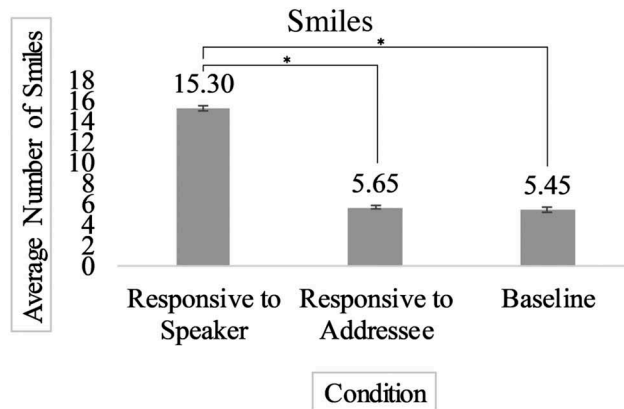 Smiles
*
*
Average Number of Smiles
18
16
14
12
10
8
6
4
2
0
15.30
5.65
5.45
Responsive to
Speaker
Responsive to
Addressee
Baseline
Condition